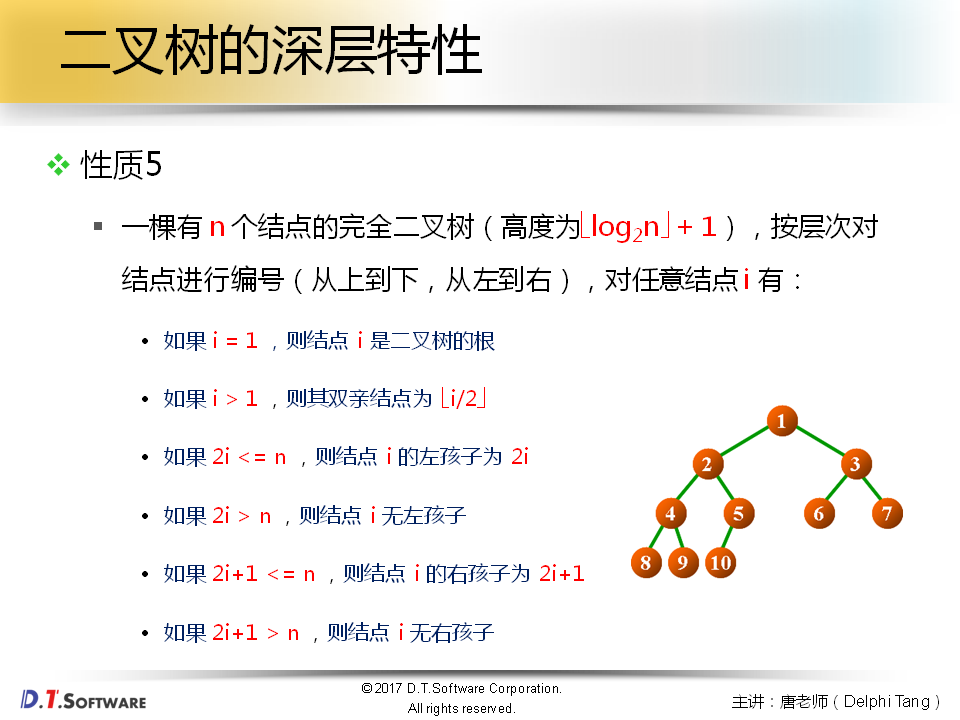 二叉树的深层特性
性质5
一棵有 n 个结点的完全二叉树（高度为⌊log₂n⌋ + 1），按层次对
结点进行编号（从上到下，从左到右），对任意结点 i 有：
如果 i = 1 ，则结点 i 是二叉树的根
如果 i > 1 ，则其双亲结点为 ⌊i/2⌋
如果 2i <= n ，则结点 i 的左孩子为 2i
如果 2i > n ，则结点 i 无左孩子
如果 2i+1 <= n ，则结点 i 的右孩子为 2i+1
如果 2i+1 > n ，则结点 i 无右孩子
1
2 3
4 5 6 7
8 9 10
D.T.Software
©2017 D.T.Software Corporation.
All rights reserved.
主讲：唐老师（Delphi Tang）